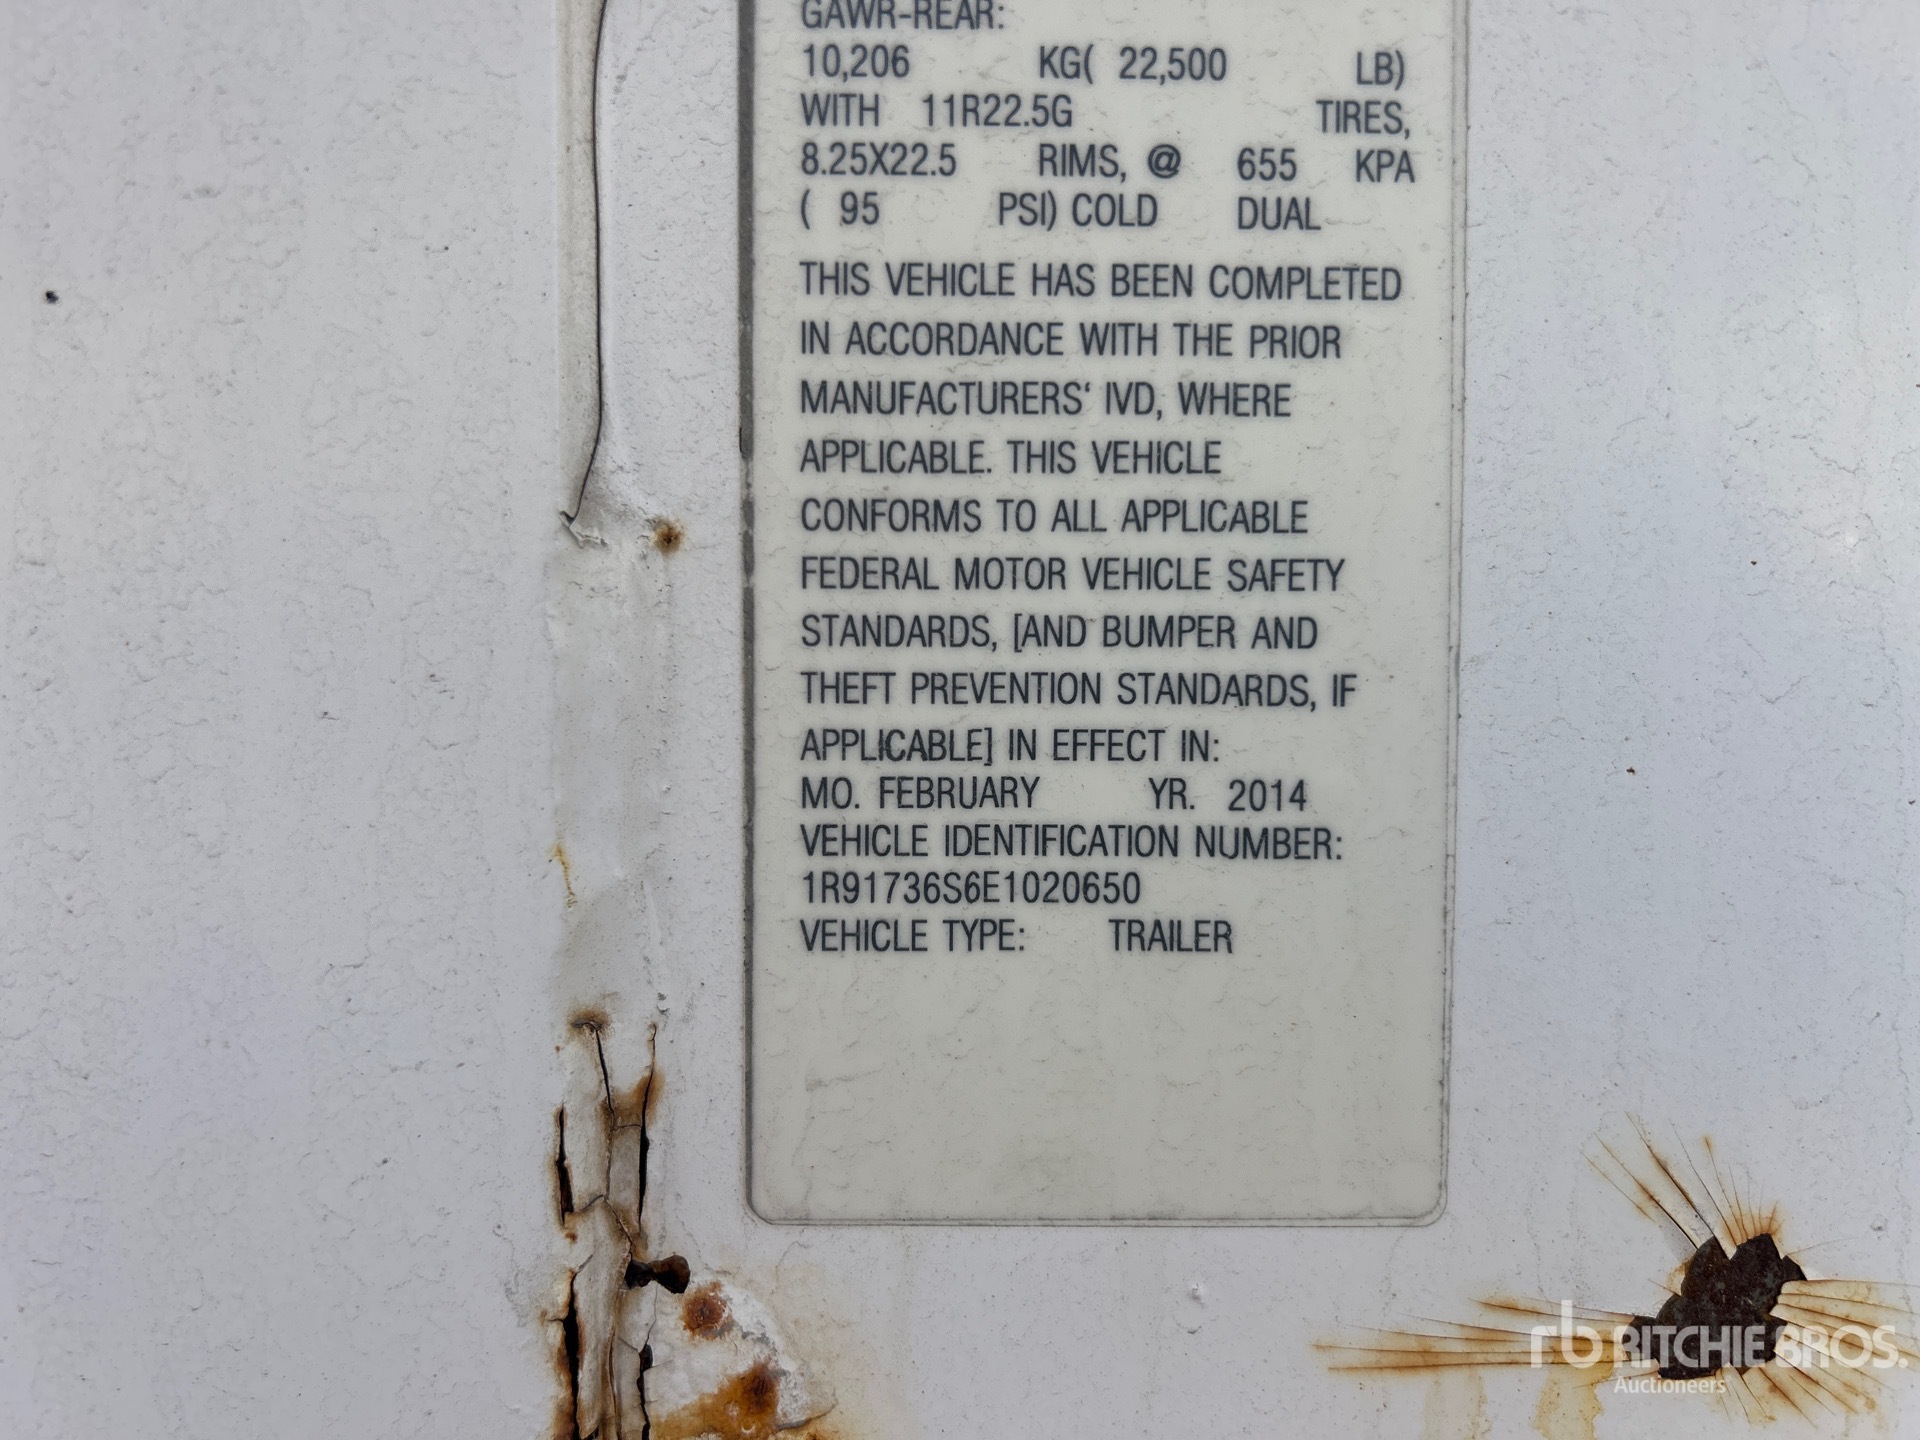 GAWR-REAR:
10,206 KG( 22,500 LB)
WITH 11R22.5G TIRES,
8.25X22.5 RIMS, @ 655 KPA
( 95 PSI) COLD DUAL
THIS VEHICLE HAS BEEN COMPLETED
IN ACCORDANCE WITH THE PRIOR
MANUFACTURERS' IVD, WHERE
APPLICABLE. THIS VEHICLE
CONFORMS TO ALL APPLICABLE
FEDERAL MOTOR VEHICLE SAFETY
STANDARDS, [AND BUMPER AND
THEFT PREVENTION STANDARDS, IF
APPLICABLE] IN EFFECT IN:
MO. FEBRUARY YR. 2014
VEHICLE IDENTIFICATION NUMBER:
1R91736S6E1020650
VEHICLE TYPE: TRAILER
rb RITCHIE BROS.
Auctioneers